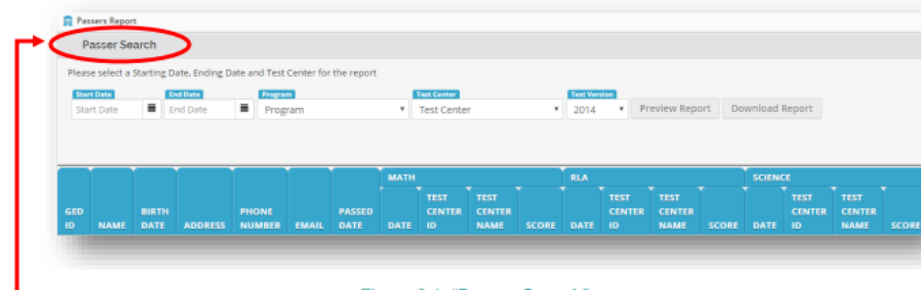 Passers Report
Passer Search
Please select a Starting Date, Ending Date and Test Center for the report
Start Date End Date Program Test Center Test Version
Start Date End Date Program Test Center 2014 Preview Report Download Report
MATH RLA SCIENCE
GED ID NAME BIRTH DATE ADDRESS PHONE NUMBER EMAIL PASSED DATE DATE TEST CENTER ID TEST CENTER NAME SCORE DATE TEST CENTER ID TEST CENTER NAME SCORE DATE TEST CENTER ID TEST CENTER NAME SCORE